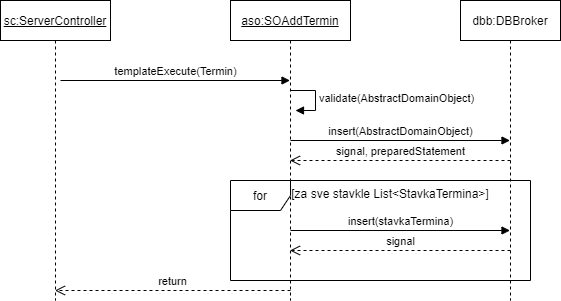 sc:ServerController
aso:SOAddTermin
dbb:DBBroker
templateExecute(Termin)
validate(AbstractDomainObject)
insert(AbstractDomainObject)
signal, preparedStatement
for
[za sve stavkle List<StavkaTermina>]
insert(stavkaTermina)
signal
return